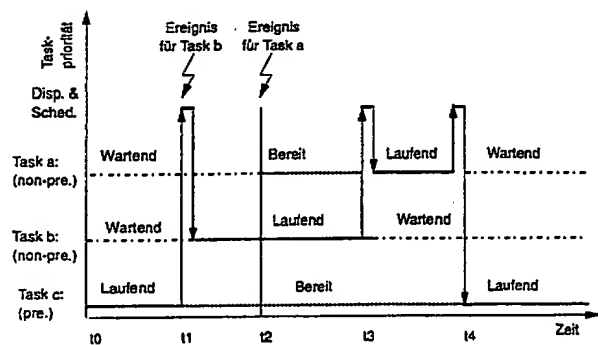 Task-
priorität
Ereignis
für Task b
Ereignis
für Task a
Disp. &
Sched.
Task a:
(non-pre.)
Wartend
Bereit
Laufend
Wartend
Task b:
(non-pre.)
Wartend
Laufend
Wartend
Task c:
(pre.)
Laufend
Bereit
Laufend
t0
t1
t2
t3
t4
Zeit